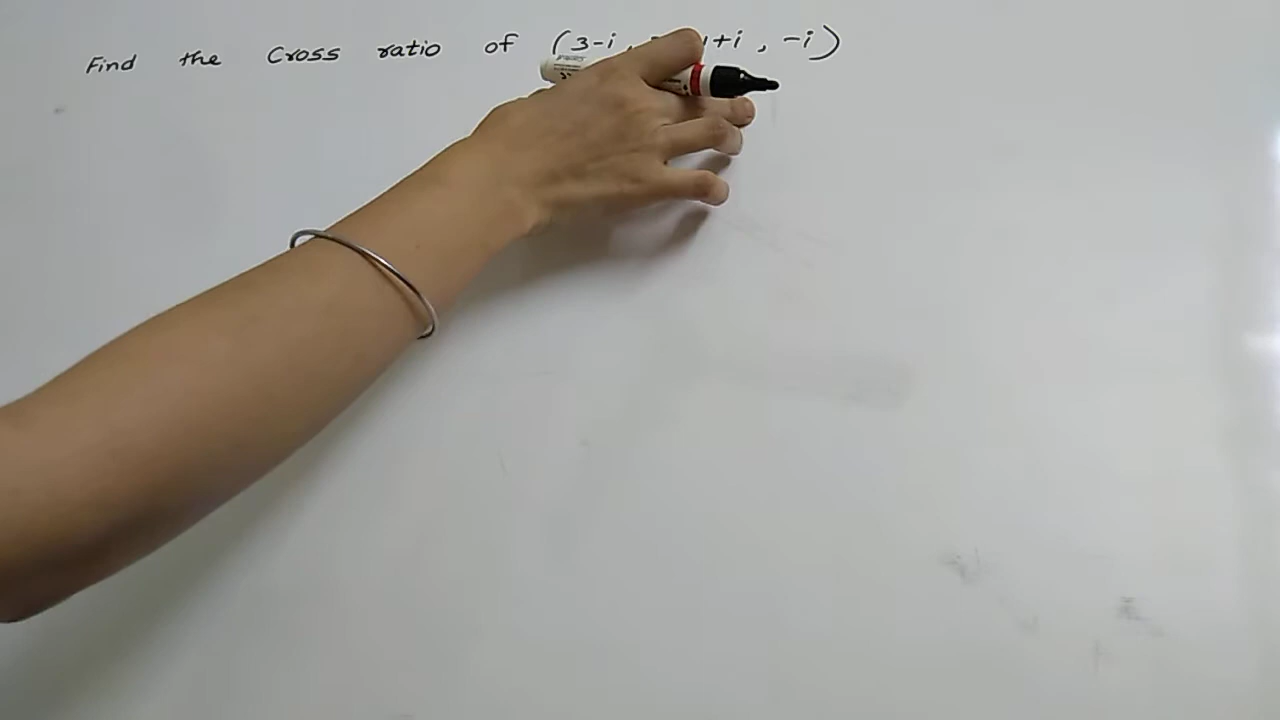 Find the Cross ratio of (3-i, +i, -i)